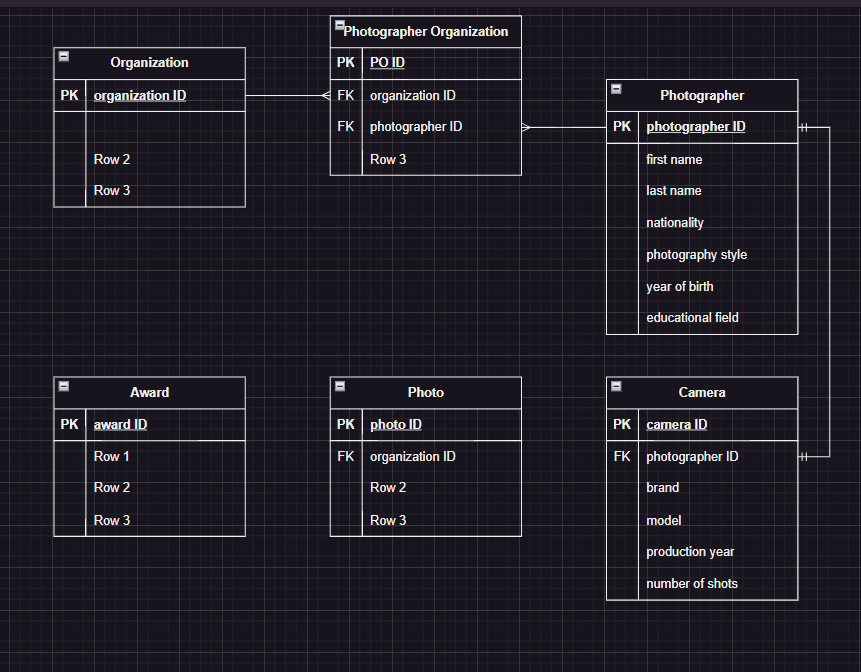 Organization
PK organization ID
Row 2
Row 3
Photographer Organization
PK PO ID
FK organization ID
FK photographer ID
Row 3
Photographer
PK photographer ID
first name
last name
nationality
photography style
year of birth
educational field
Award
PK award ID
Row 1
Row 2
Row 3
Photo
PK photo ID
FK organization ID
Row 2
Row 3
Camera
PK camera ID
FK photographer ID
brand
model
production year
number of shots